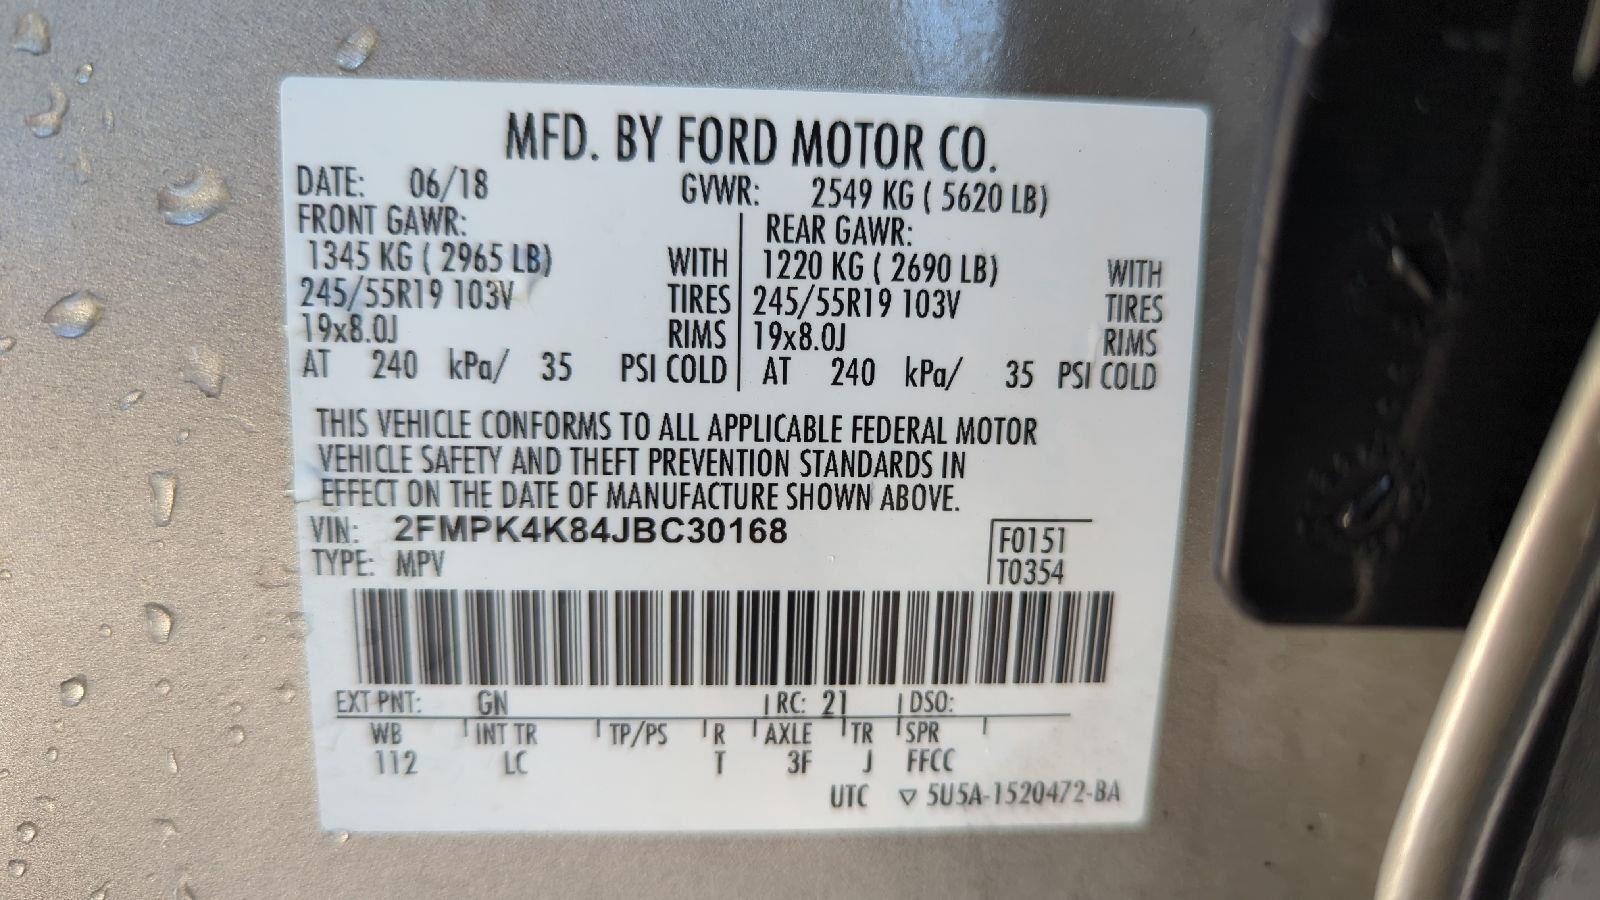 MFD. BY FORD MOTOR CO.
DATE: 06/18 GVWR: 2549 KG ( 5620 LB)
FRONT GAWR: REAR GAWR:
1345 KG ( 2965 LB) WITH 1220 KG ( 2690 LB) WITH
245/55R19 103V TIRES 245/55R19 103V TIRES
19x8.0J RIMS 19x8.0J RIMS
AT 240 kPa/ 35 PSI COLD AT 240 kPa/ 35 PSI COLD
THIS VEHICLE CONFORMS TO ALL APPLICABLE FEDERAL MOTOR
VEHICLE SAFETY AND THEFT PREVENTION STANDARDS IN
EFFECT ON THE DATE OF MANUFACTURE SHOWN ABOVE.
VIN: 2FMPK4K84JBC30168 F0151
TYPE: MPV T0354
EXT PNT: GN RC: 21 DSO:
WB INT TR TP/PS R AXLE TR SPR
112 LC T 3F J FFCC
UTC ▽ 5U5A-1520472-BA